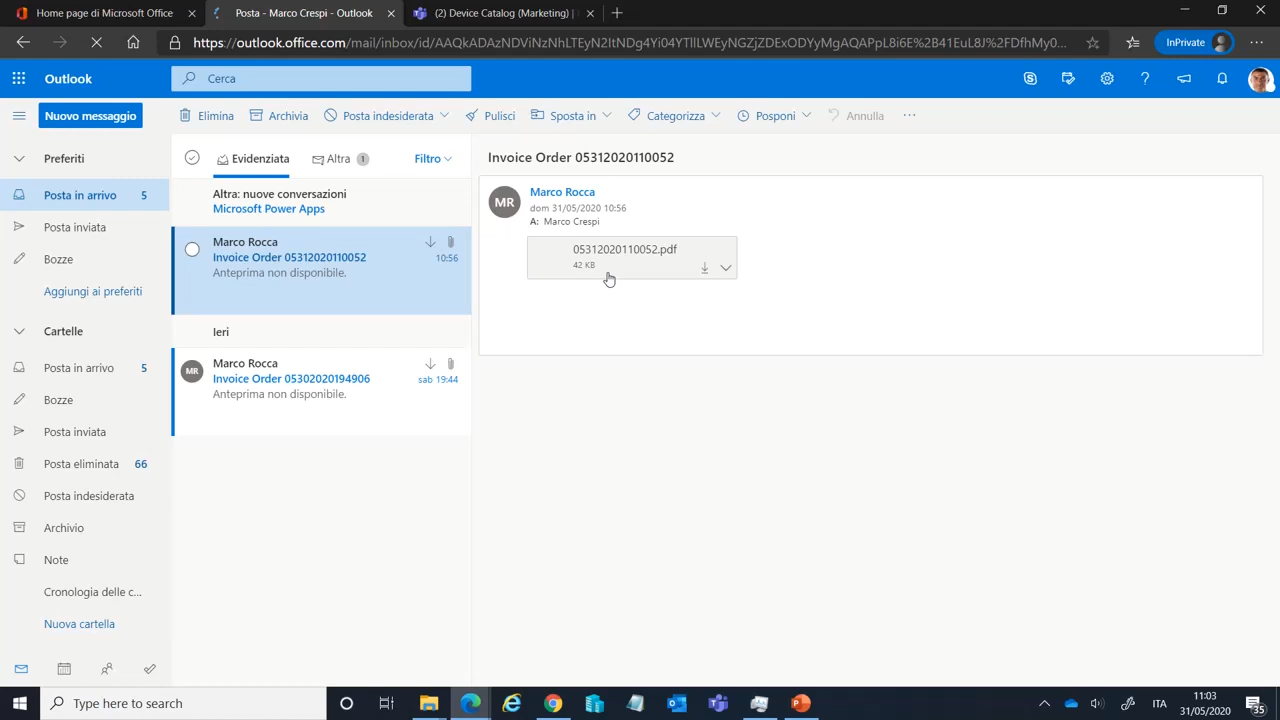 Home page di Microsoft Office
Posta - Marco Crespi - Outlook
(2) Device Catalog (Marketing) |
https://outlook.office.com/mail/inbox/id/AAQkADAzNDViNzNhLTEyN2ItNDg4Yi04YTllLWEyNGZjZDExODYyMgAQAPpL8i6E%2B41EuL8J%2FDfhMy0...
InPrivate
Outlook
Cerca
Nuovo messaggio
Elimina
Archivia
Posta indesiderata
Pulisci
Sposta in
Categorizza
Posponi
Annulla
Preferiti
Posta in arrivo 5
Posta inviata
Bozze
Aggiungi ai preferiti
Cartelle
Posta in arrivo 5
Bozze
Posta inviata
Posta eliminata 66
Posta indesiderata
Archivio
Note
Cronologia delle c...
Nuova cartella
Evidenziata
Altra 1
Filtro
Altra: nuove conversazioni
Microsoft Power Apps
Marco Rocca
Invoice Order 05312020110052
10:56
Anteprima non disponibile.
Ieri
MR
Marco Rocca
Invoice Order 05302020194906
sab 19:44
Anteprima non disponibile.
Invoice Order 05312020110052
MR
Marco Rocca
dom 31/05/2020 10:56
A: Marco Crespi
05312020110052.pdf
42 KB
Type here to search
ITA
11:03
31/05/2020
35